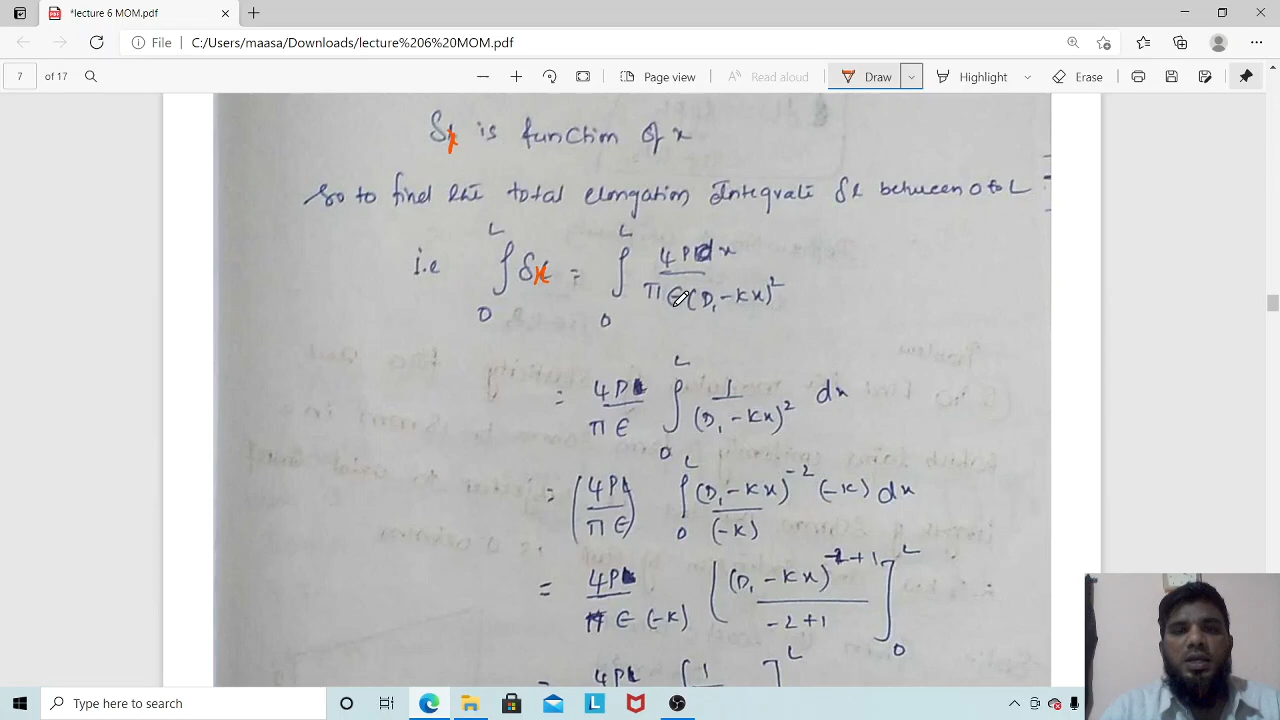 *lecture 6 MOM.pdf
File C:/Users/maasa/Downloads/lecture%206%20MOM.pdf
7 of 17 Page view Read aloud Draw Highlight Erase
is function of x
So to find the total elongation Integrate δl between 0 to L
i.e ∫₀ᴸ δx = ∫₀ᴸ 4P dx / πE(D₁ - Kx)²
= 4P / πE ∫₀ᴸ 1 / (D₁ - Kx)² dx
= (4P / πE) ∫₀ᴸ (D₁ - Kx)⁻² (-K) dx / (-K)
= 4P / πE (-K) [(D₁ - Kx)⁻²⁺¹ / -2+1]₀ᴸ
Type here to search